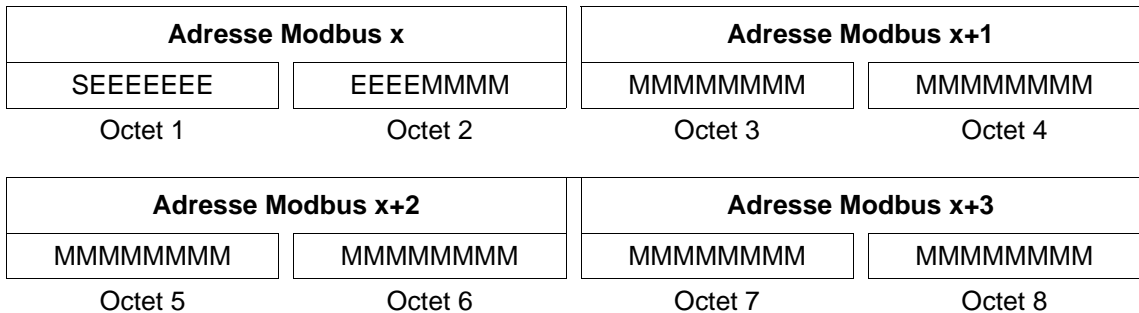 Adresse Modbus x Adresse Modbus x+1
SEEEEEEE EEEEMMMM MMMMMMMM MMMMMMMM
Octet 1 Octet 2 Octet 3 Octet 4
Adresse Modbus x+2 Adresse Modbus x+3
MMMMMMMM MMMMMMMM MMMMMMMM MMMMMMMM
Octet 5 Octet 6 Octet 7 Octet 8